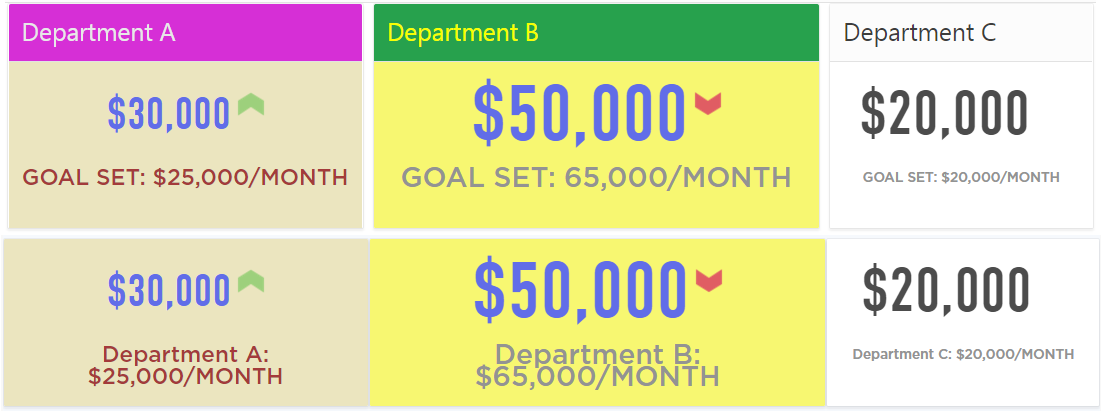 Department A
Department B
Department C
$30,000
$50,000
$20,000
GOAL SET: $25,000/MONTH
GOAL SET: 65,000/MONTH
GOAL SET: $20,000/MONTH
$30,000
$50,000
$20,000
Department A:
$25,000/MONTH
Department B:
$65,000/MONTH
Department C: $20,000/MONTH